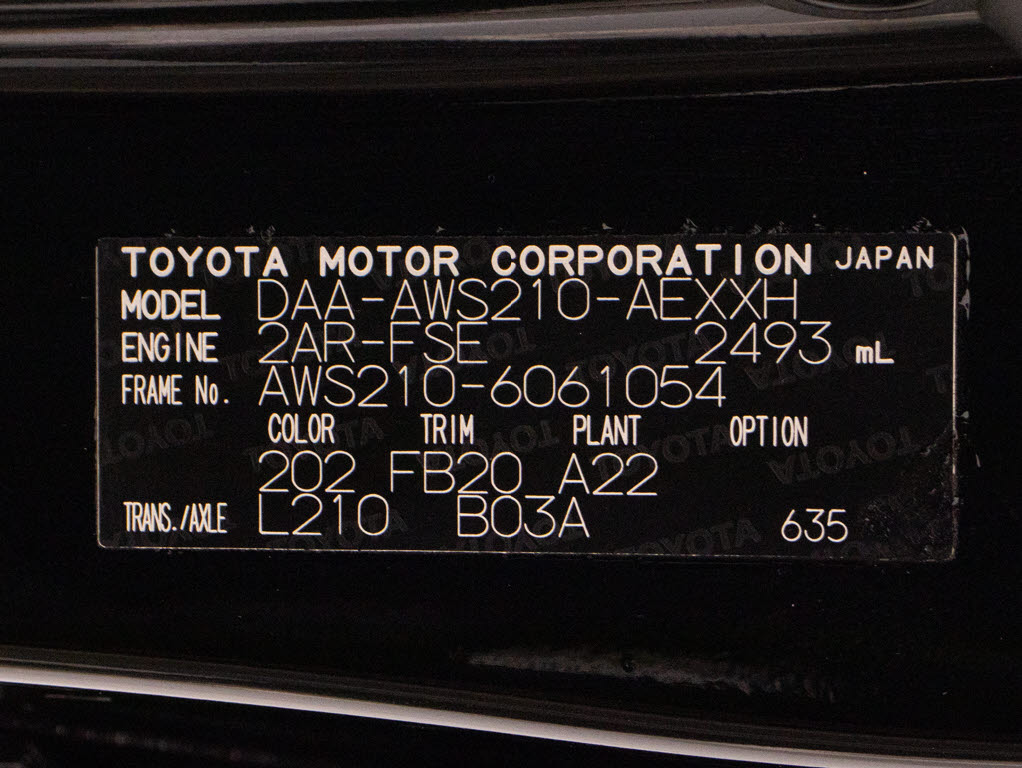 TOYOTA MOTOR CORPORATION JAPAN
MODEL DAA-AWS210-AEXXH
ENGINE 2AR-FSE 2493 mL
FRAME No. AWS210-6061054
COLOR TRIM PLANT OPTION
202 FB20 A22
TRANS./AXLE L210 B03A 635